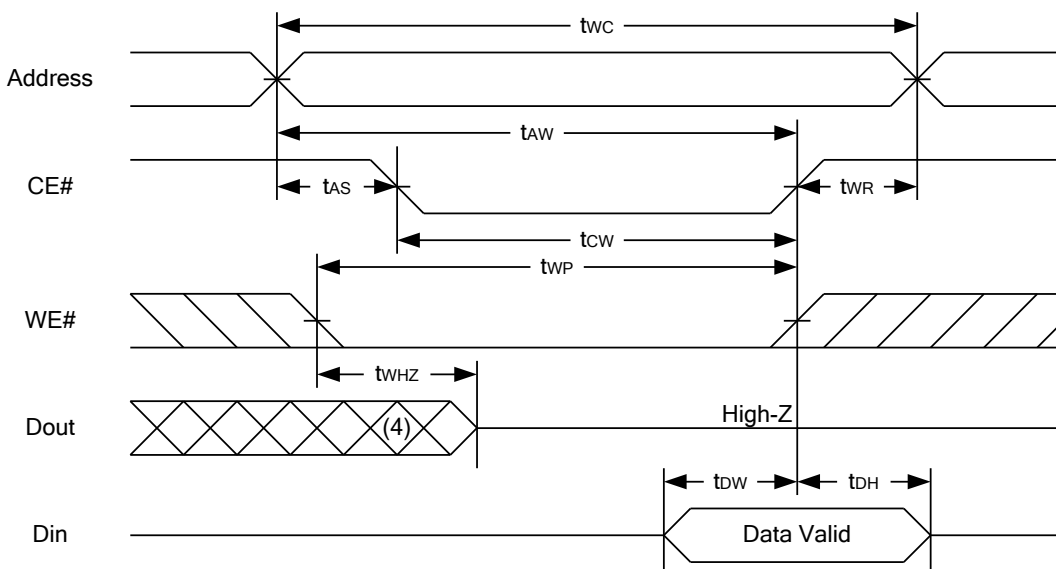 tWC
Address
tAW
CE#
tAS
tWR
tCW
tWP
WE#
tWHZ
Dout
(4)
High-Z
tDW
tDH
Din
Data Valid